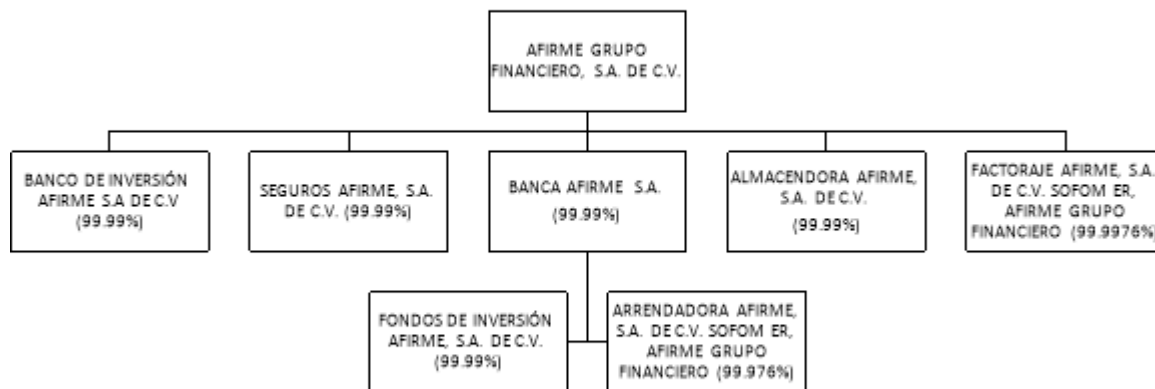 AFIRME GRUPO
FINANCIERO, S.A. DE C.V.
BANCO DE INVERSIÓN
AFIRME S.A DE C.V
(99.99%)
SEGUROS AFIRME, S.A.
DE C.V. (99.99%)
BANCA AFIRME S.A.
(99.99%)
ALMACENDORA AFIRME,
S.A. DE C.V.
(99.99%)
FACTORAJE AFIRME, S.A.
DE C.V. SOFOM ER,
AFIRME GRUPO
FINANCIERO (99.9976%)
FONDOS DE INVERSIÓN
AFIRME, S.A. DE C.V.
(99.99%)
ARRENDADORA AFIRME,
S.A. DE C.V. SOFOM ER,
AFIRME GRUPO
FINANCIERO (99.976%)